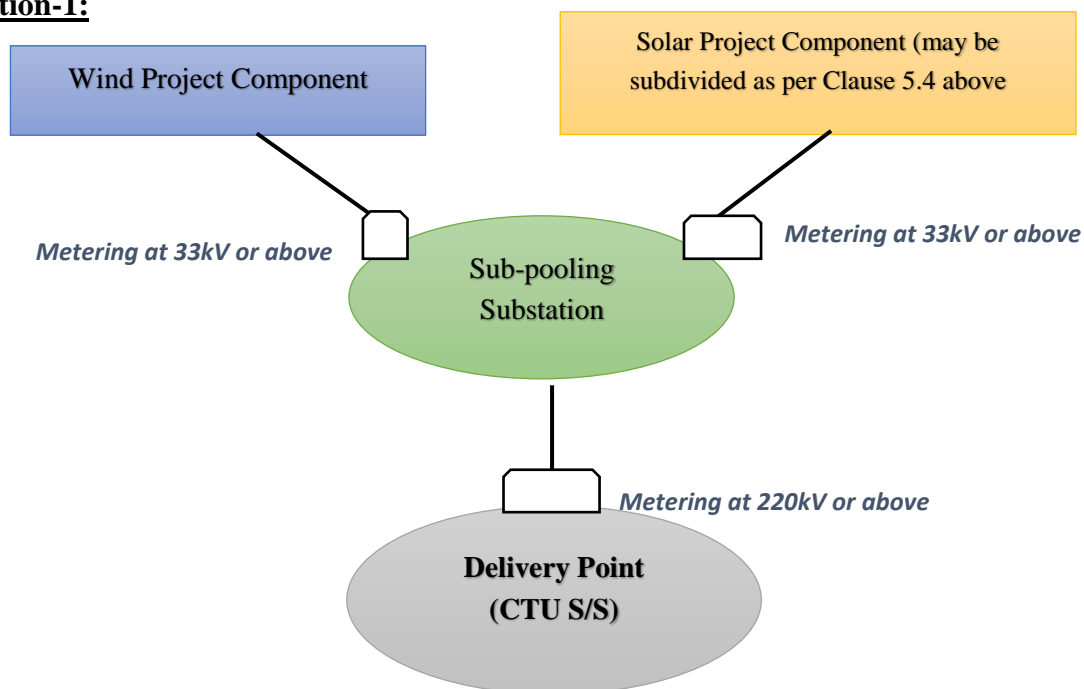 tion-1:
Wind Project Component
Solar Project Component (may be
subdivided as per Clause 5.4 above
Metering at 33kV or above
Metering at 33kV or above
Sub-pooling
Substation
Metering at 220kV or above
Delivery Point
(CTU S/S)